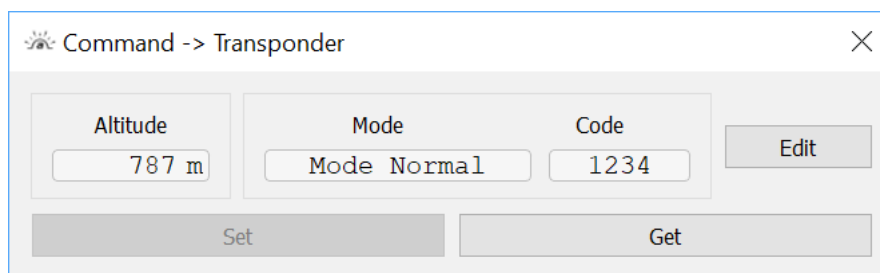 Command -> Transponder
Altitude Mode Code
787 m Mode Normal 1234 Edit
Set Get